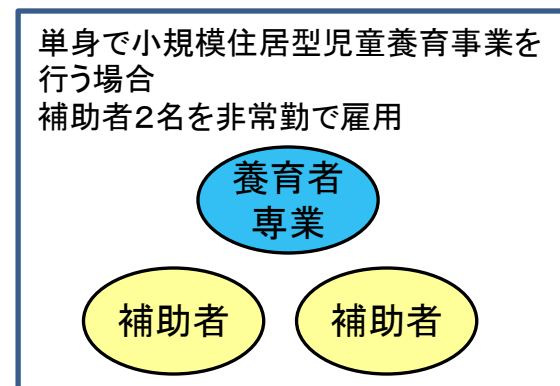 単身で小規模住居型児童養育事業を
行う場合
補助者2名を非常勤で雇用
養育者
専業
補助者
補助者